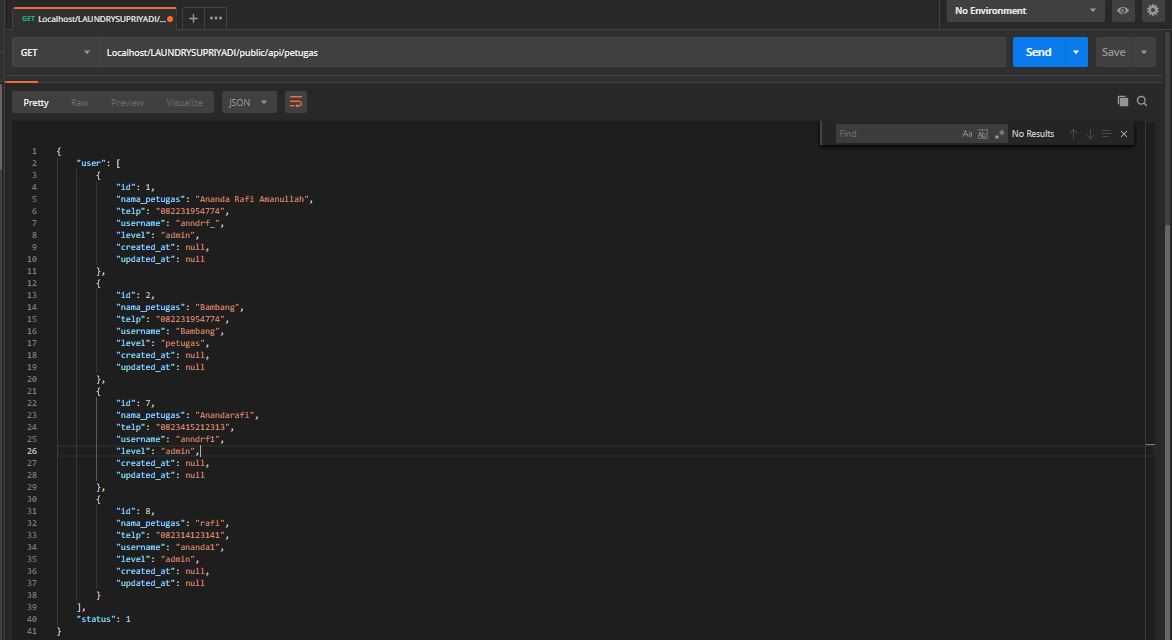 GET Localhost/LAUNDRYSUPRIYADI/...
No Environment
GET Localhost/LAUNDRYSUPRIYADI/public/api/petugas Send Save
Pretty Raw Preview Visualize JSON
Find Aa Abl .* No Results
1 {
2 "user": [
3 {
4 "id": 1,
5 "nama_petugas": "Ananda Rafi Amanullah",
6 "telp": "082231954774",
7 "username": "anndrf_",
8 "level": "admin",
9 "created_at": null,
10 "updated_at": null
11 },
12 {
13 "id": 2,
14 "nama_petugas": "Bambang",
15 "telp": "082231954774",
16 "username": "Bambang",
17 "level": "petugas",
18 "created_at": null,
19 "updated_at": null
20 },
21 {
22 "id": 7,
23 "nama_petugas": "Anandarafi",
24 "telp": "0823415212313",
25 "username": "anndrf1",
26 "level": "admin",
27 "created_at": null,
28 "updated_at": null
29 },
30 {
31 "id": 8,
32 "nama_petugas": "rafi",
33 "telp": "082314123141",
34 "username": "ananda1",
35 "level": "admin",
36 "created_at": null,
37 "updated_at": null
38 }
39 ],
40 "status": 1
41 }